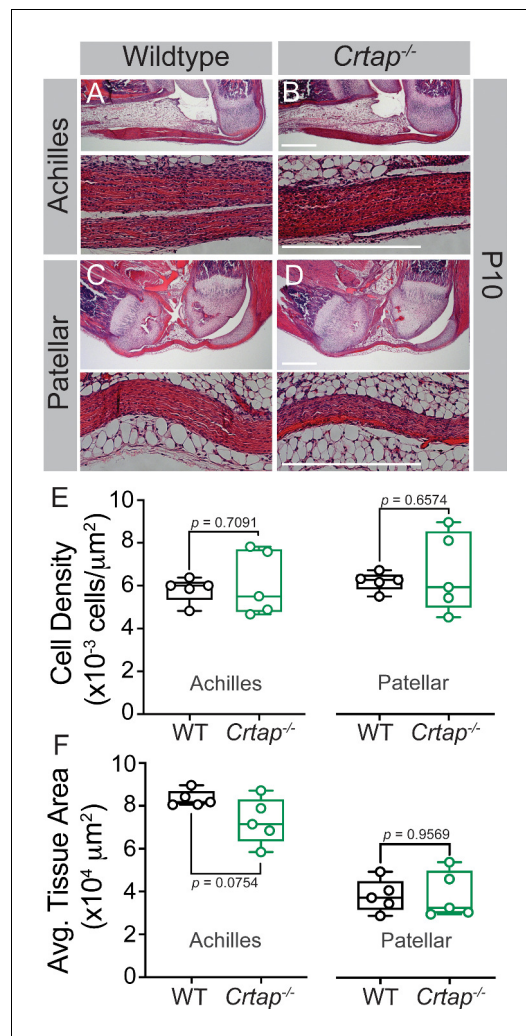 Wildtype
Crtap-/-
Achilles
A
B
Patellar
C
D
P10
E
Cell Density
(x10-3 cells/μm2)
10
8
6
4
2
0
p = 0.7091
p = 0.6574
Achilles
Patellar
WT
Crtap-/-
WT
Crtap-/-
F
Avg. Tissue Area
(x104 μm2)
10
8
6
4
2
0
p = 0.0754
p = 0.9569
Achilles
Patellar
WT
Crtap-/-
WT
Crtap-/-